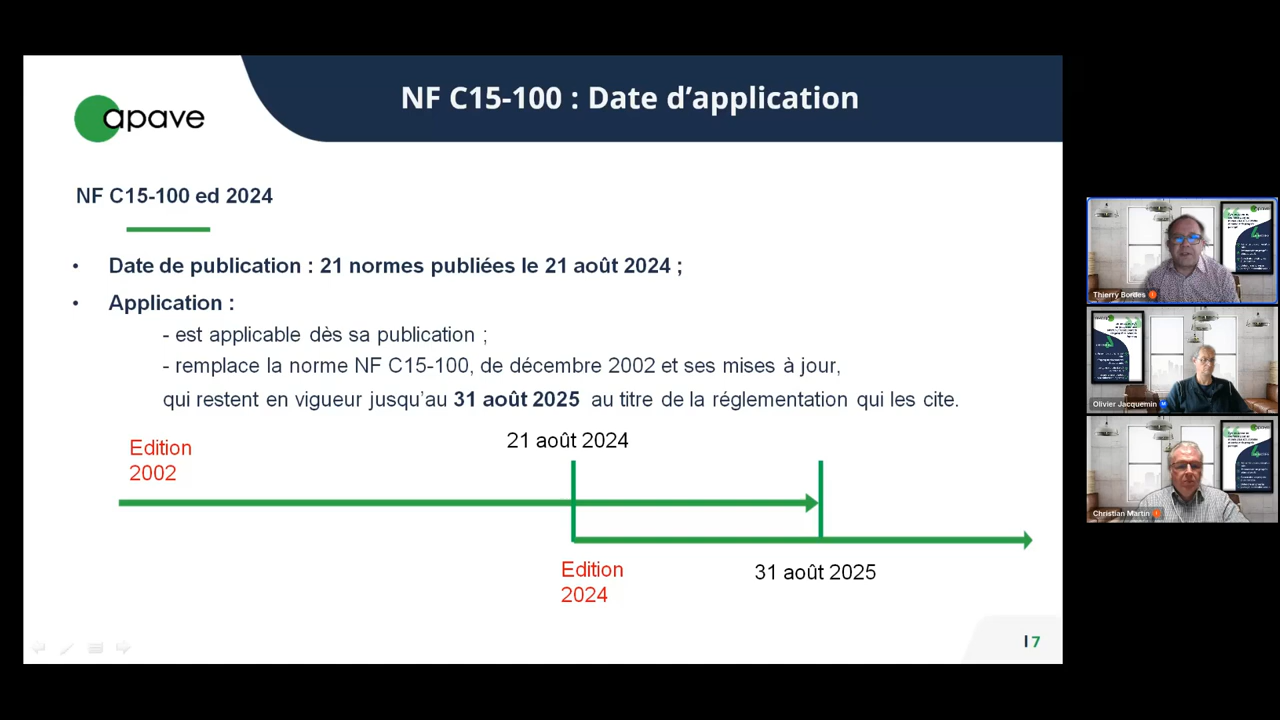 NF C15-100 : Date d’application
apave
NF C15-100 ed 2024
• Date de publication : 21 normes publiées le 21 août 2024 ;
• Application :
- est applicable dès sa publication ;
- remplace la norme NF C15-100, de décembre 2002 et ses mises à jour,
qui restent en vigueur jusqu’au 31 août 2025 au titre de la réglementation qui les cite.
Edition
2002
21 août 2024
Edition
2024
31 août 2025
I 7
apave
Thierry Bordes
Olivier Jacquemin
Christian Martin